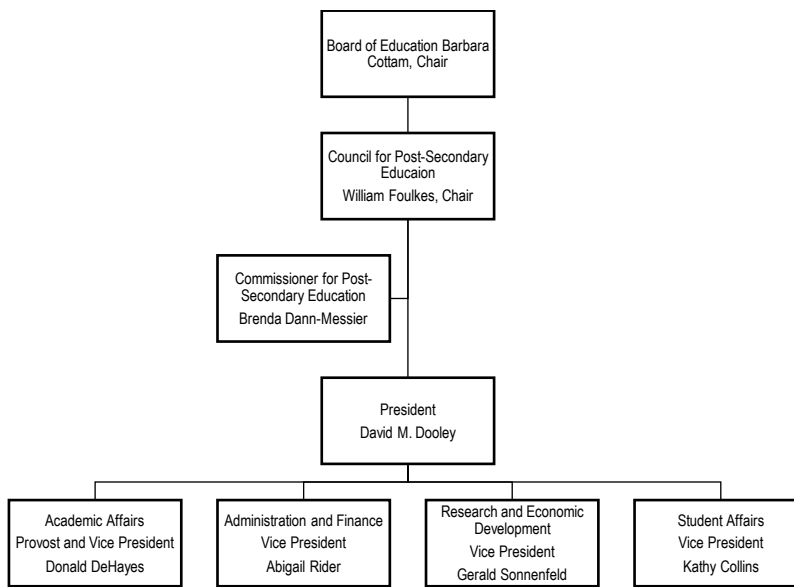 Board of Education Barbara
Cottam, Chair
Council for Post-Secondary
Educaion
William Foulkes, Chair
Commissioner for Post-
Secondary Education
Brenda Dann-Messier
President
David M. Dooley
Academic Affairs
Provost and Vice President
Donald DeHayes
Administration and Finance
Vice President
Abigail Rider
Research and Economic
Development
Vice President
Gerald Sonnenfeld
Student Affairs
Vice President
Kathy Collins